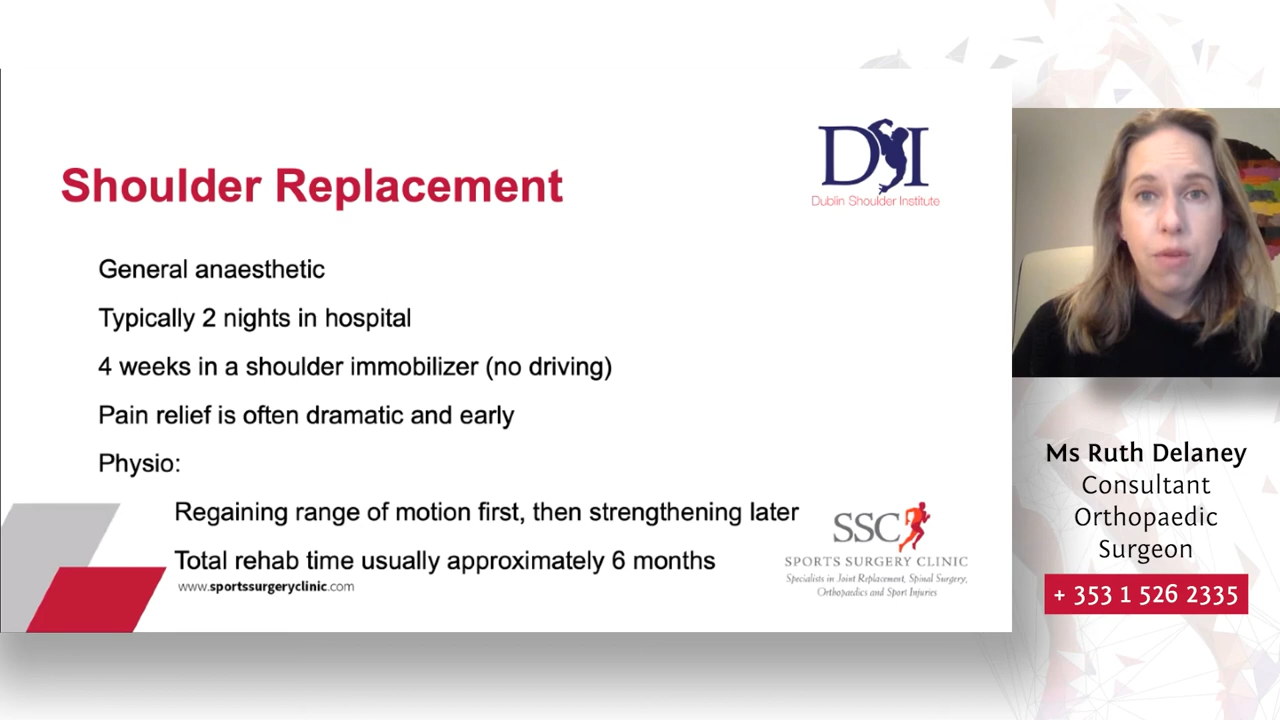 DSI
Dublin Shoulder Institute
Shoulder Replacement
General anaesthetic
Typically 2 nights in hospital
4 weeks in a shoulder immobilizer (no driving)
Pain relief is often dramatic and early
Physio:
Regaining range of motion first, then strengthening later
Total rehab time usually approximately 6 months
www.sportssurgeryclinic.com
SSC
SPORTS SURGERY CLINIC
Specialists in Joint Replacement, Spinal Surgery,
Orthopaedics and Sport Injuries
Ms Ruth Delaney
Consultant
Orthopaedic
Surgeon
+ 353 1 526 2335